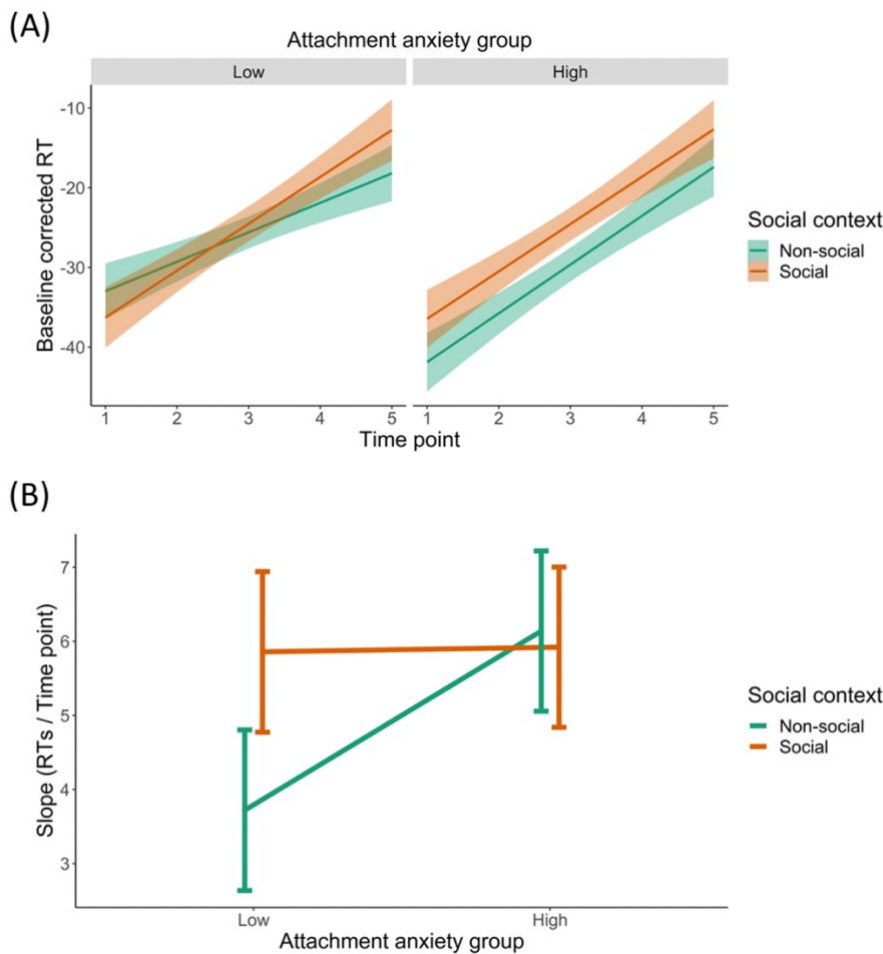 (A)
Attachment anxiety group
Low
High
Baseline corrected RT
-10
-20
-30
-40
1 2 3 4 5
1 2 3 4 5
Time point
Social context
Non-social
Social
(B)
Slope (RTs / Time point)
7
6
5
4
3
Low
High
Attachment anxiety group
Social context
Non-social
Social